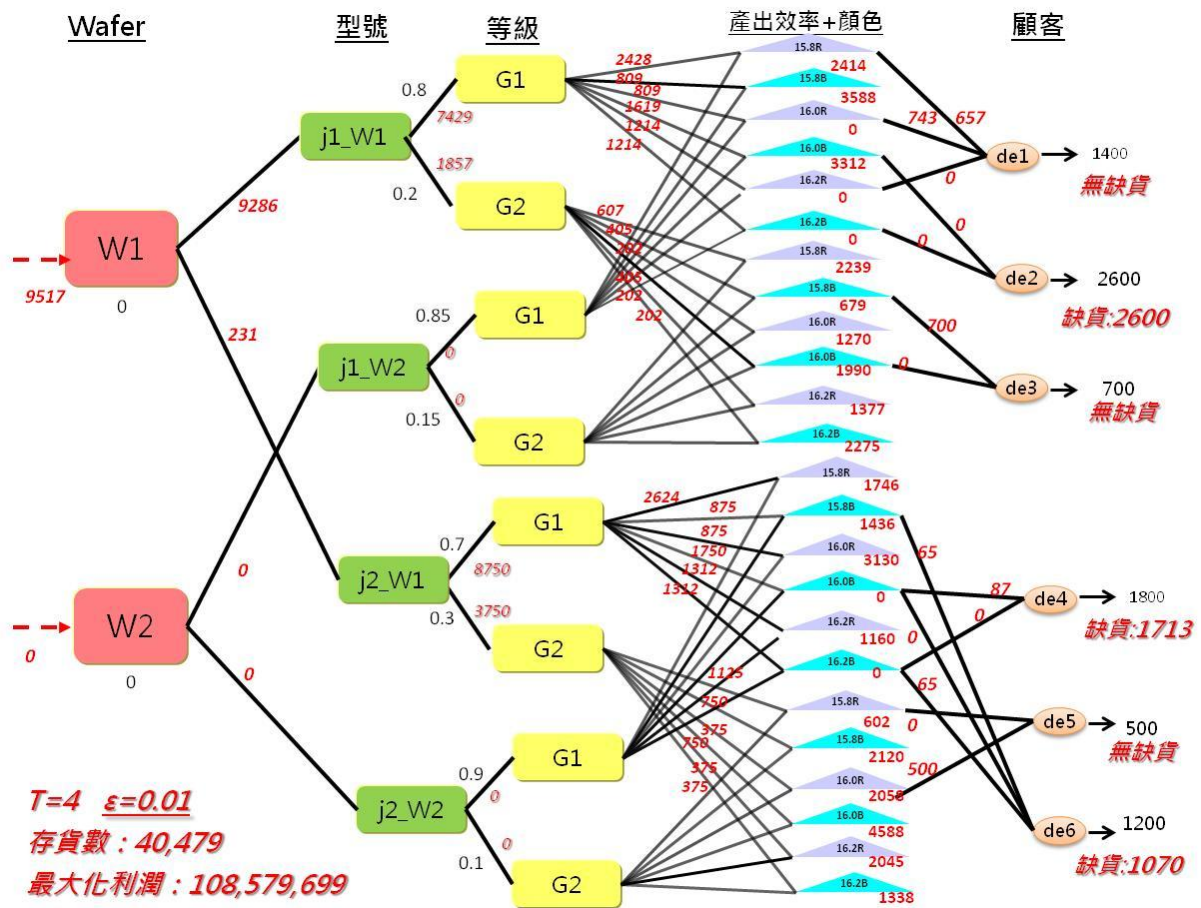 Wafer
型號
等級
產出效率+顏色
顧客
W1
9517
0
W2
0
0
9286
231
0
0
j1_W1
0.8
7429
1857
0.2
j1_W2
0.85
0
0
0.15
j2_W1
0.7
8750
3750
0.3
j2_W2
0.9
0
0
0.1
G1
G2
G1
G2
G1
G2
G1
G2
2428
809
809
1619
1214
1214
607
405
202
405
202
202
2624
875
875
1750
1312
1312
1125
750
375
750
375
375
15.8R
2414
15.8B
3588
16.0R
0
16.0B
3312
16.2R
0
16.2B
0
15.8R
2239
15.8B
679
16.0R
1270
16.0B
1990
16.2R
1377
16.2B
2275
15.8R
1746
15.8B
1436
16.0R
3130
16.0B
0
16.2R
1160
16.2B
0
15.8R
602
15.8B
2120
16.0R
2058
16.0B
4588
16.2R
2045
16.2B
1338
743
657
0
0
0
700
0
65
87
0
0
65
0
500
de1
1400
無缺貨
de2
2600
缺貨:2600
de3
700
無缺貨
de4
1800
缺貨:1713
de5
500
無缺貨
de6
1200
缺貨:1070
T=4 ε=0.01
存貨數：40,479
最大化利潤：108,579,699